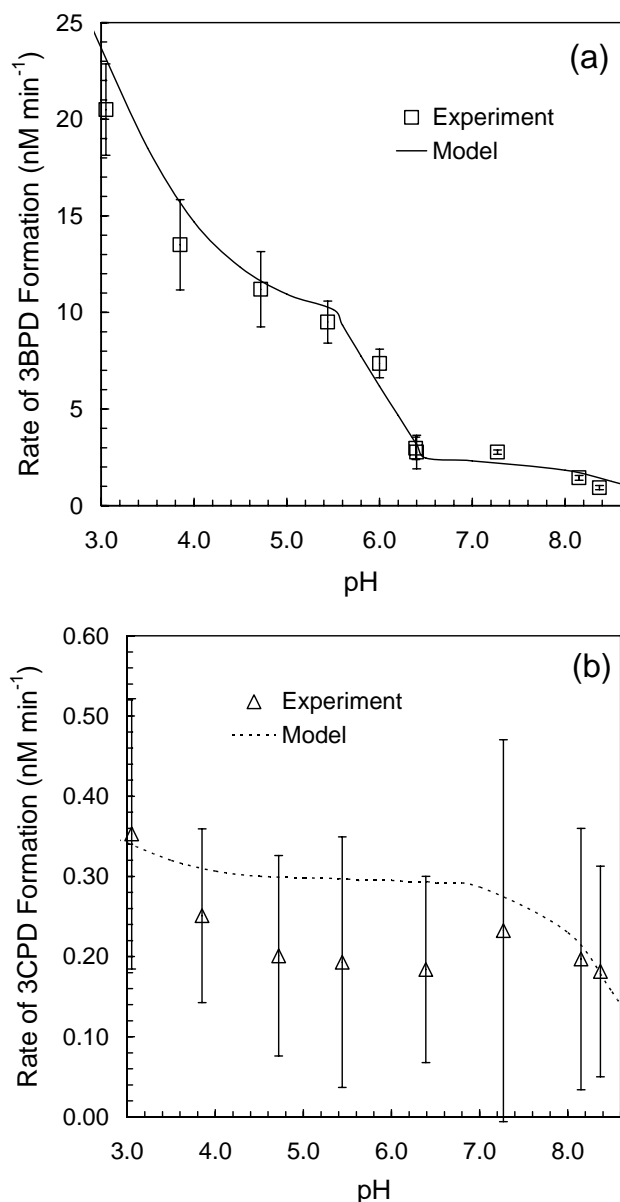 (a)
Rate of 3BPD Formation (nM min⁻¹)
25
20
15
10
5
0
Experiment
Model
3.0 4.0 5.0 6.0 7.0 8.0
pH
(b)
Rate of 3CPD Formation (nM min⁻¹)
0.60
0.50
0.40
0.30
0.20
0.10
0.00
Experiment
Model
3.0 4.0 5.0 6.0 7.0 8.0
pH